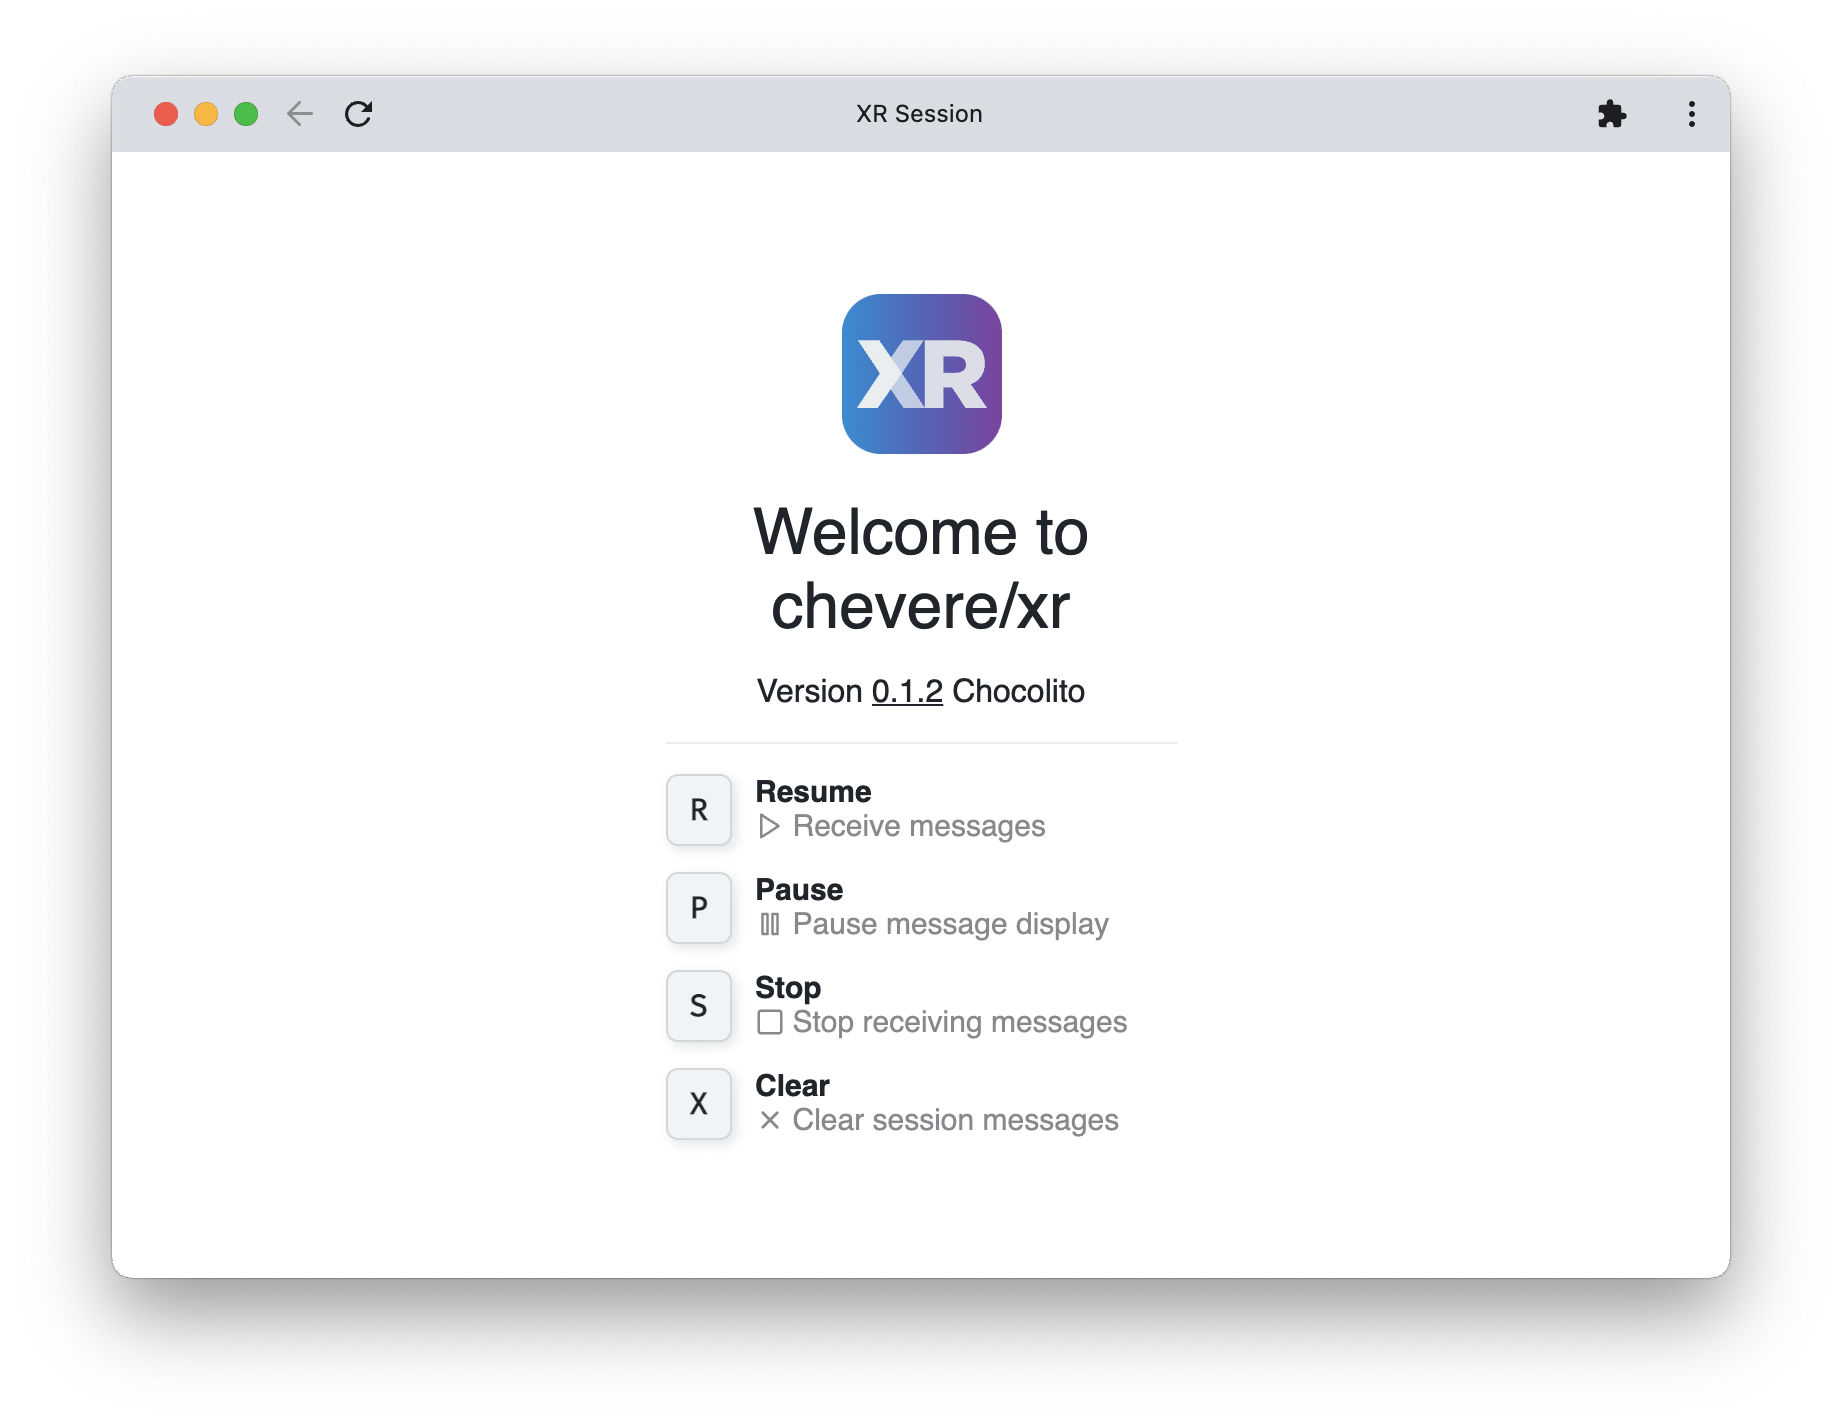 XR Session
XR
Welcome to
chevere/xr
Version 0.1.2 Chocolito
R
Resume
Receive messages
P
Pause
Pause message display
S
Stop
Stop receiving messages
X
Clear
Clear session messages